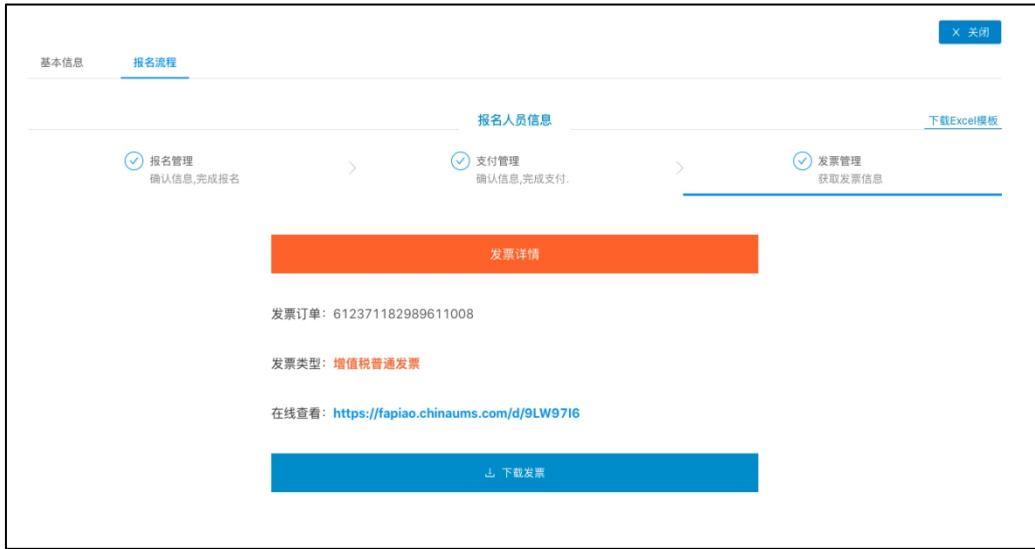 X 关闭
基本信息 报名流程
报名人员信息
下载Excel模板
报名管理
确认信息,完成报名
支付管理
确认信息,完成支付.
发票管理
获取发票信息
发票详情
发票订单：612371182989611008
发票类型：增值税普通发票
在线查看：https://fapiao.chinaums.com/d/9LW97I6
下载发票